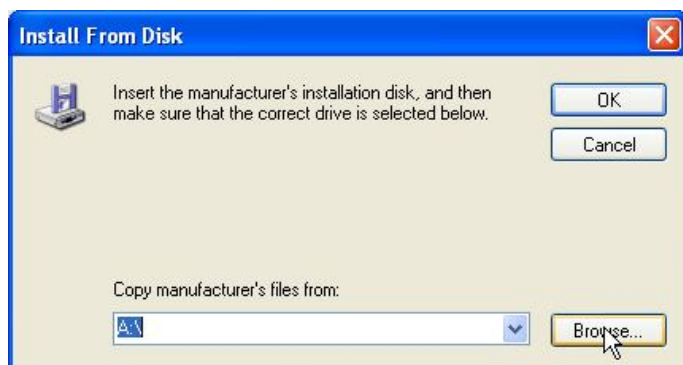 Install From Disk
Insert the manufacturer's installation disk, and then
make sure that the correct drive is selected below.
OK
Cancel
Copy manufacturer's files from:
A:\
Browse...